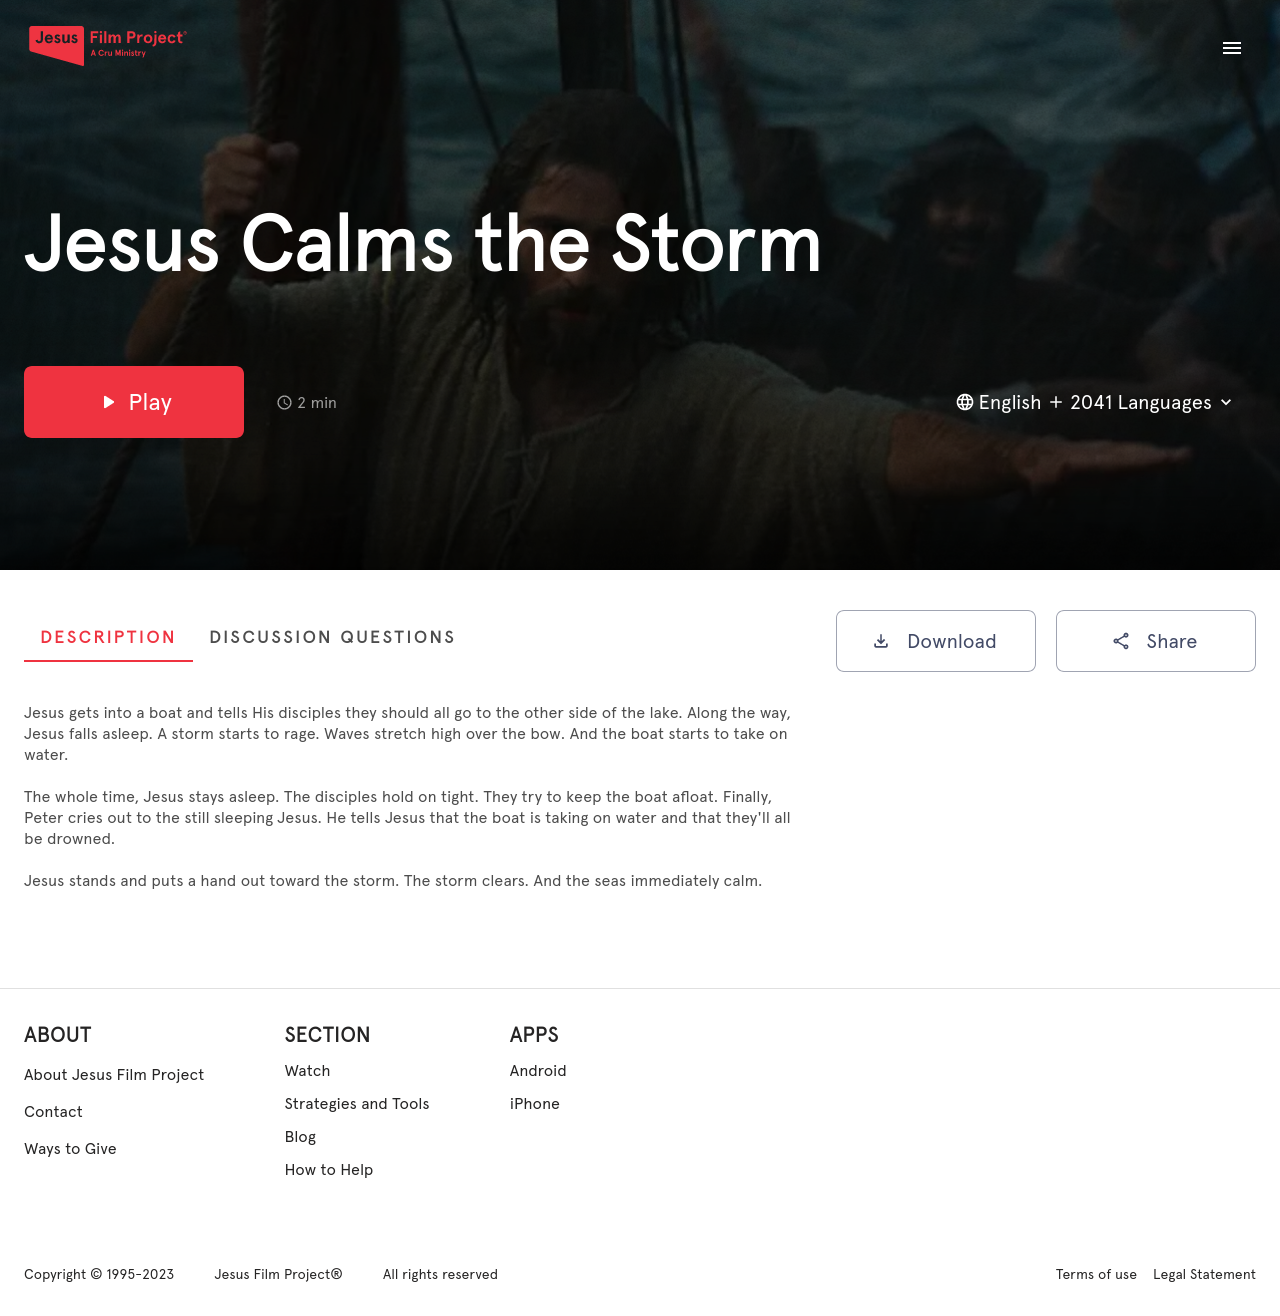 Jesus Film Project®
A Cru Ministry
Jesus Calms the Storm
Play
2 min
English + 2041 Languages
DESCRIPTION
DISCUSSION QUESTIONS
Download
Share
Jesus gets into a boat and tells His disciples they should all go to the other side of the lake. Along the way,
Jesus falls asleep. A storm starts to rage. Waves stretch high over the bow. And the boat starts to take on
water.
The whole time, Jesus stays asleep. The disciples hold on tight. They try to keep the boat afloat. Finally,
Peter cries out to the still sleeping Jesus. He tells Jesus that the boat is taking on water and that they'll all
be drowned.
Jesus stands and puts a hand out toward the storm. The storm clears. And the seas immediately calm.
ABOUT
About Jesus Film Project
Contact
Ways to Give
SECTION
Watch
Strategies and Tools
Blog
How to Help
APPS
Android
iPhone
Copyright © 1995-2023
Jesus Film Project®
All rights reserved
Terms of use
Legal Statement